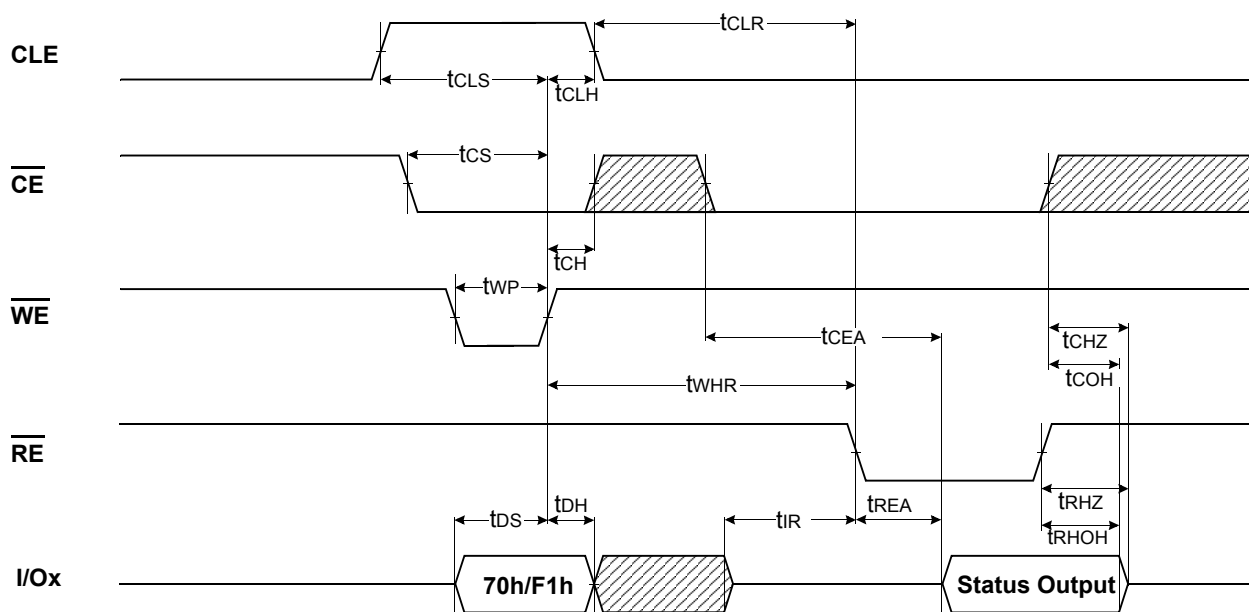 CLE
tCLR
tCLS
tCLH
CE
tCS
tCH
WE
tWP
tCEA
tCHZ
tCOH
tWHR
RE
tREA
tRHZ
tRHOH
tDS
tDH
tIR
I/Ox
70h/F1h
Status Output